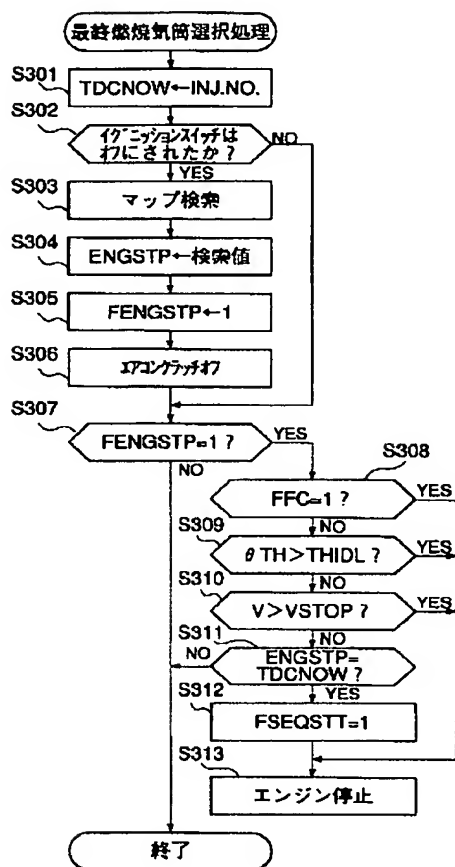 最終燃焼気筒選択処理
S301
TDCNOW←INJ.NO.
S302
イグニッションスイッチは
オフにされたか?
NO
YES
S303
マップ検索
S304
ENGSTP←検索値
S305
FENGSTP←1
S306
エアコンクラッチオフ
S307
FENGSTP=1?
YES
NO
S308
FFC=1?
YES
NO
S309
θTH>THIDL?
YES
NO
S310
V>VSTOP?
YES
NO
S311
ENGSTP=
TDCNOW?
NO
YES
S312
FSEQSTT=1
S313
エンジン停止
終了